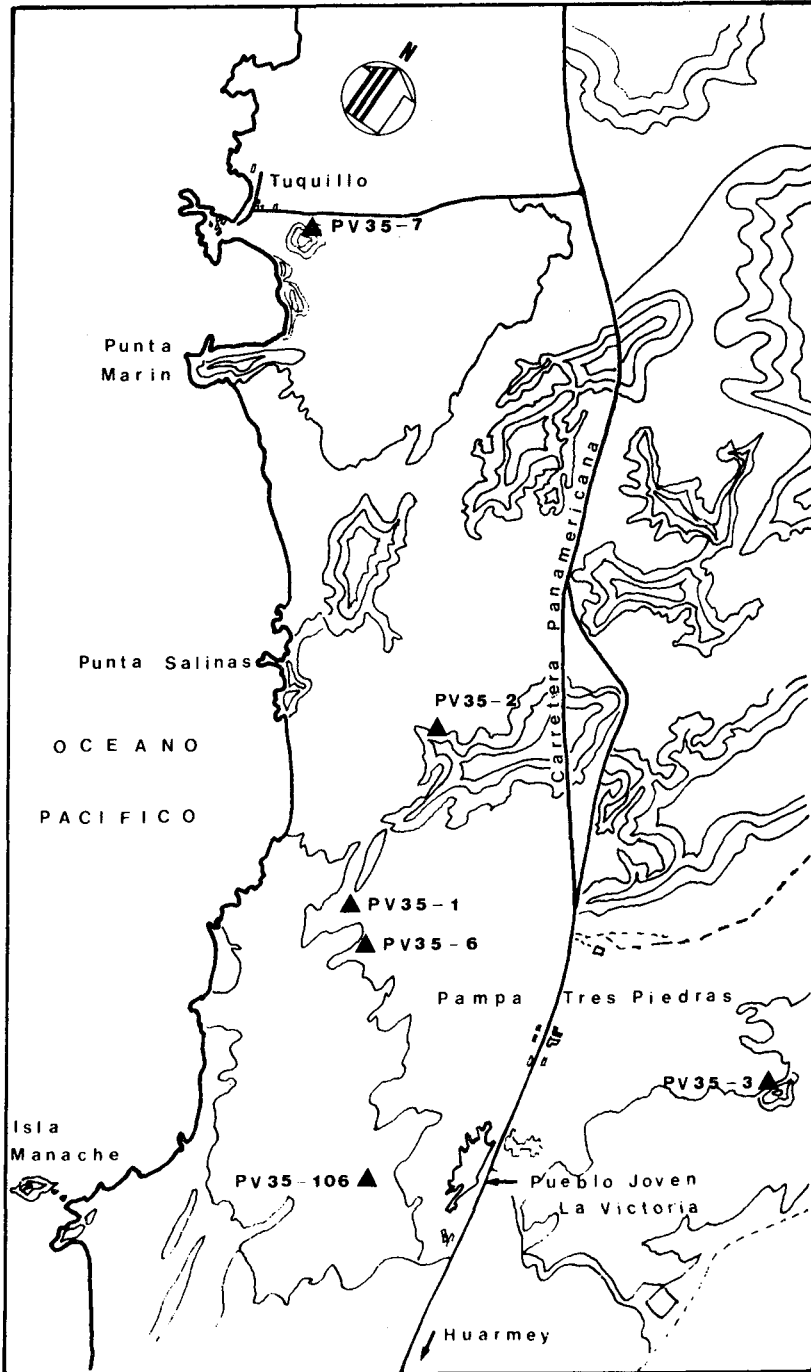 N
Tuquillo
PV35-7
Punta
Marin
Carretera Panamericana
Punta Salinas
PV35-2
OCEANO
PACIFICO
PV35-1
PV35-6
Pampa Tres Piedras
PV35-3
Isla
Manache
PV35-106
Pueblo Joven
La Victoria
Huarmey